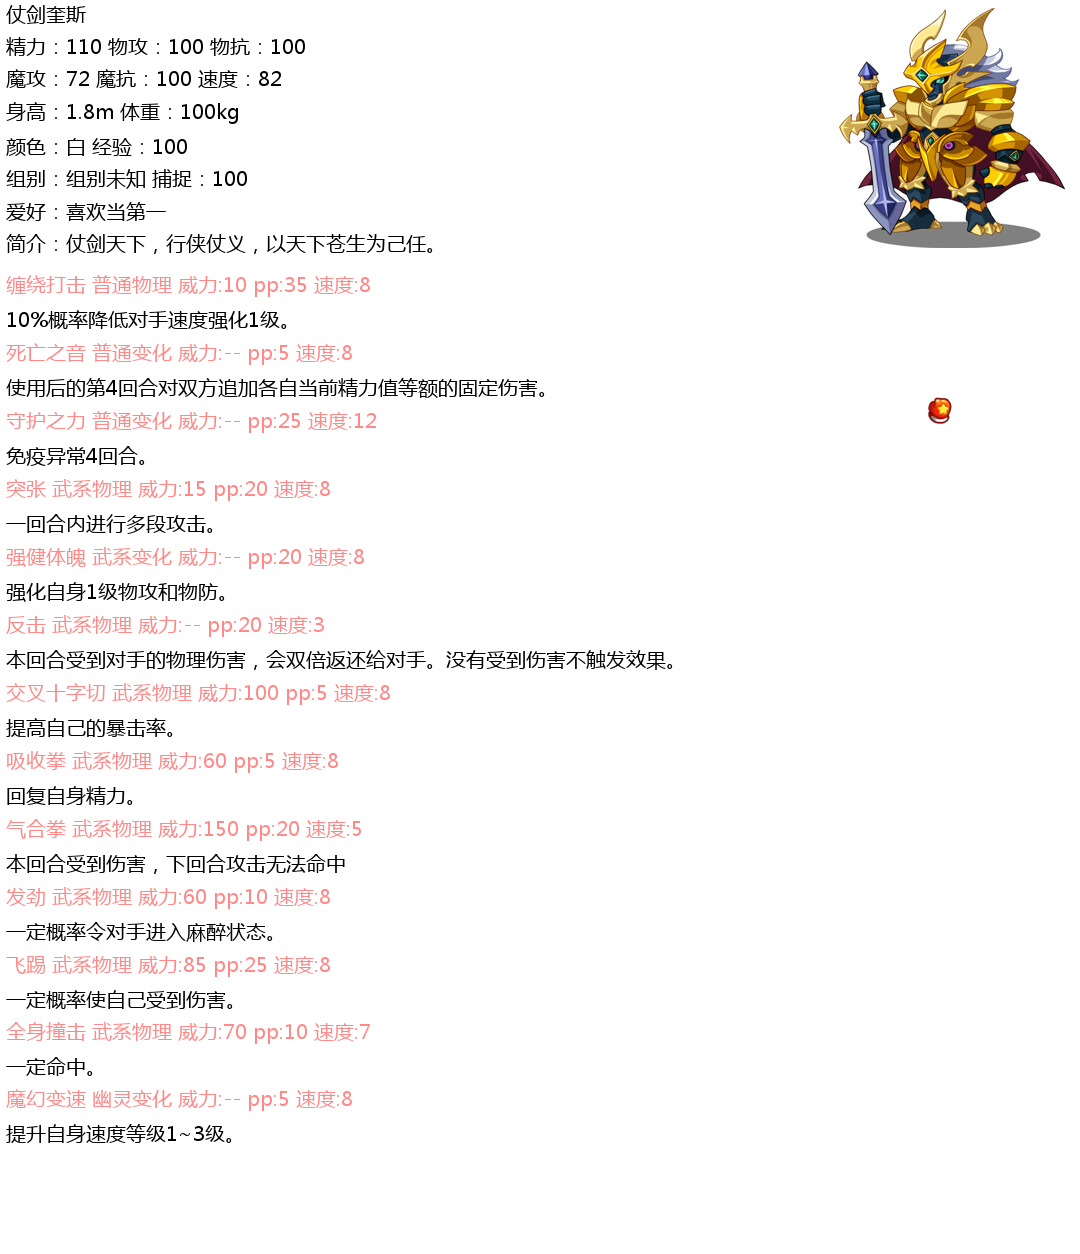 仗剑奎斯
精力：110 物攻：100 物抗：100
魔攻：72 魔抗：100 速度：82
身高：1.8m 体重：100kg
颜色：白 经验：100
组别：组别未知 捕捉：100
爱好：喜欢当第一
简介：仗剑天下，行侠仗义，以天下苍生为己任。
缠绕打击 普通物理 威力:10 pp:35 速度:8
10%概率降低对手速度强化1级。
死亡之音 普通变化 威力:-- pp:5 速度:8
使用后的第4回合对双方追加各自当前精力值等额的固定伤害。
守护之力 普通变化 威力:-- pp:25 速度:12
免疫异常4回合。
突张 武系物理 威力:15 pp:20 速度:8
一回合内进行多段攻击。
强健体魄 武系变化 威力:-- pp:20 速度:8
强化自身1级物攻和物防。
反击 武系物理 威力:-- pp:20 速度:3
本回合受到对手的物理伤害，会双倍返还给对手。没有受到伤害不触发效果。
交叉十字切 武系物理 威力:100 pp:5 速度:8
提高自己的暴击率。
吸收拳 武系物理 威力:60 pp:5 速度:8
回复自身精力。
气合拳 武系物理 威力:150 pp:20 速度:5
本回合受到伤害，下回合攻击无法命中
发劲 武系物理 威力:60 pp:10 速度:8
一定概率令对手进入麻醉状态。
飞踢 武系物理 威力:85 pp:25 速度:8
一定概率使自己受到伤害。
全身撞击 武系物理 威力:70 pp:10 速度:7
一定命中。
魔幻变速 幽灵变化 威力:-- pp:5 速度:8
提升自身速度等级1~3级。